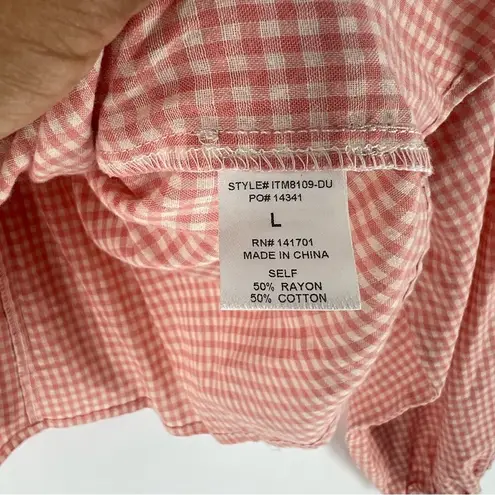 STYLE# ITM8109-DU
PO# 14341
L
RN# 141701
MADE IN CHINA
SELF
50% RAYON
50% COTTON